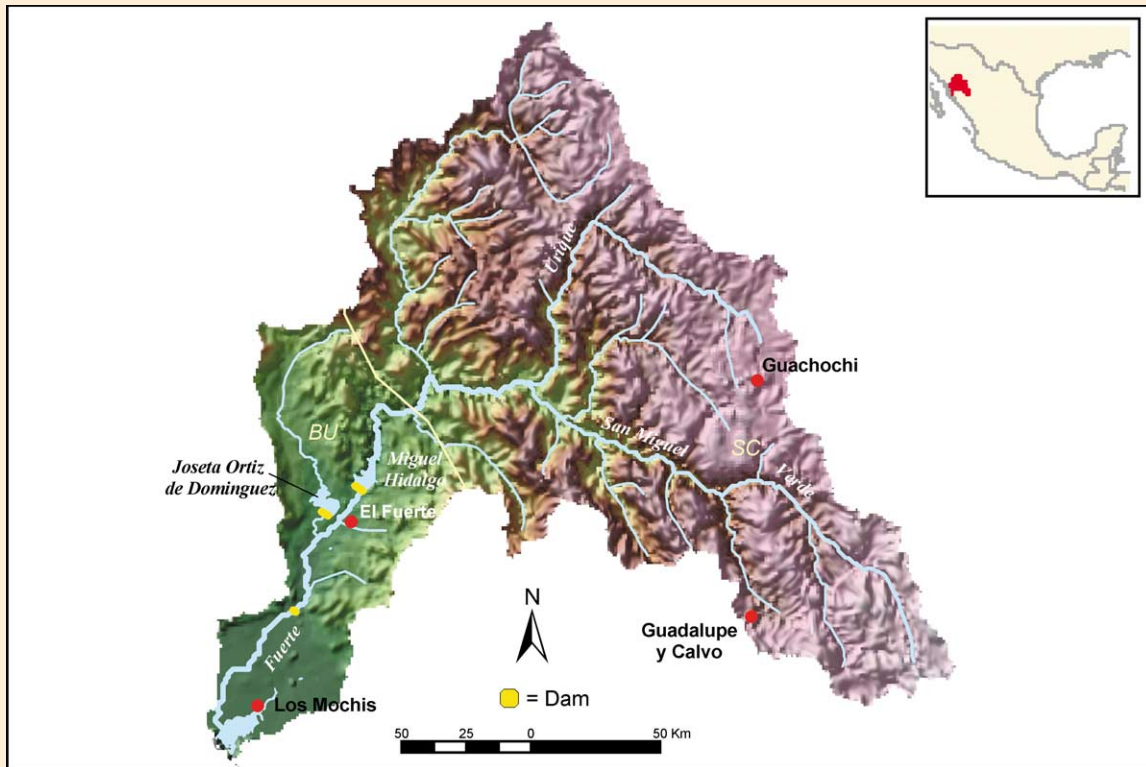 Urique
Guachochi
BU
San Miguel
SC
Verde
Joseta Ortiz
de Dominguez
Miguel
Hidalgo
El Fuerte
N
Guadalupe
y Calvo
Fuerte
= Dam
Los Mochis
50 25 0 50 Km